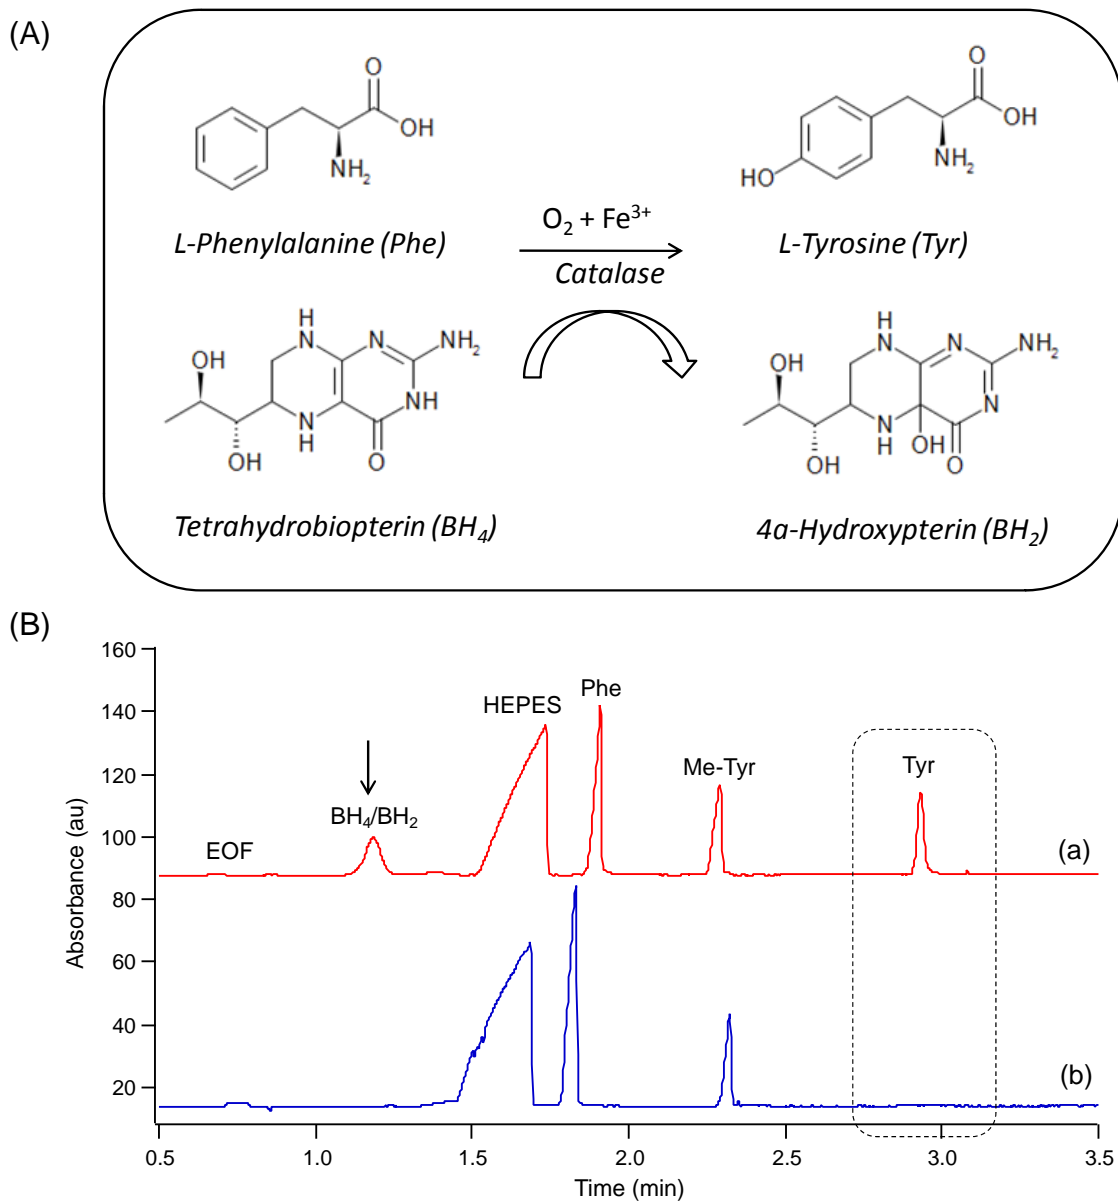 (A)
O
OH
NH2
L-Phenylalanine (Phe)
O
OH
NH2
HO
L-Tyrosine (Tyr)
O2 + Fe3+
Catalase
H
N
N
NH2
OH
NH
N
H
O
OH
Tetrahydrobiopterin (BH4)
H
N
N
NH2
OH
N
NH
OH
O
OH
4a-Hydroxypterin (BH2)
(B)
160
140
120
100
80
60
40
20
Absorbance (au)
EOF
BH4/BH2
HEPES
Phe
Me-Tyr
Tyr
(a)
(b)
0.5
1.0
1.5
2.0
2.5
3.0
3.5
Time (min)